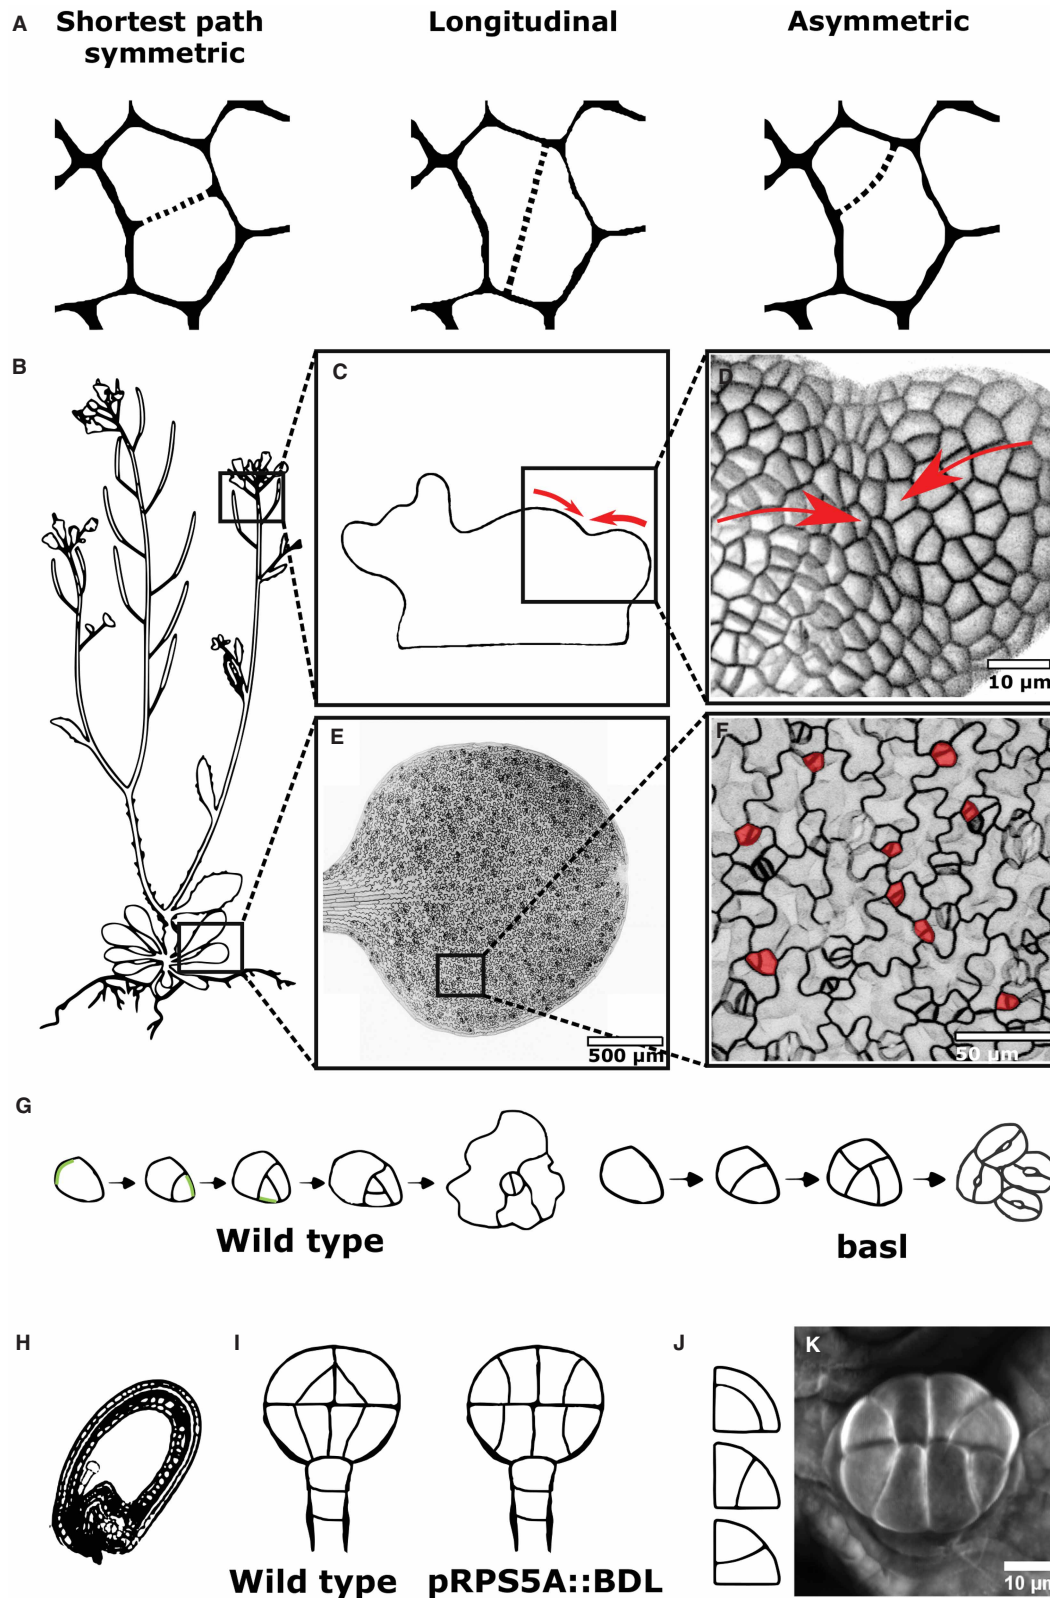 A
Shortest path
symmetric
Longitudinal
Asymmetric
B
C
D
10 µm
E
500 µm
F
50 µm
G
Wild type
basl
H
I
Wild type
pRPS5A::BDL
J
K
10 µm